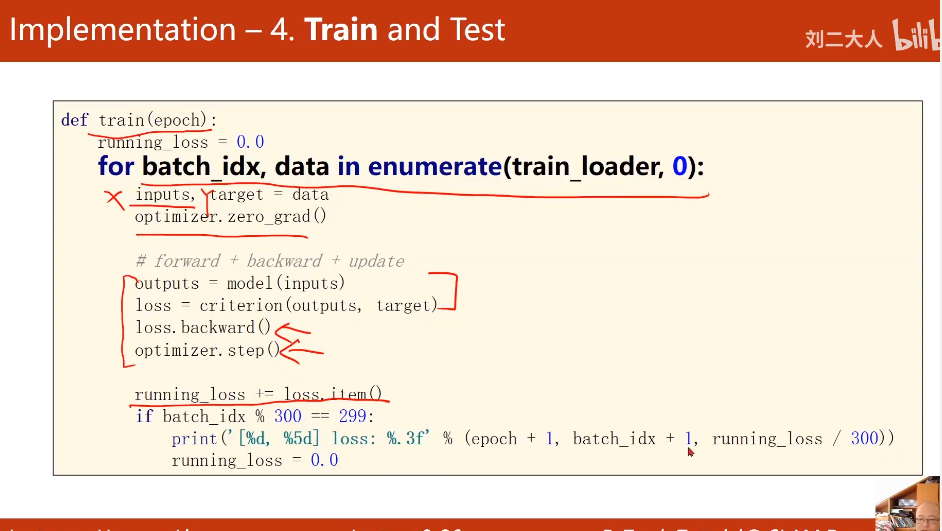 Implementation – 4. Train and Test
刘二大人 bilib
def train(epoch):
running_loss = 0.0
for batch_idx, data in enumerate(train_loader, 0):
x inputs, y target = data
optimizer.zero_grad()
# forward + backward + update
outputs = model(inputs)
loss = criterion(outputs, target)
loss.backward()
optimizer.step()
running_loss += loss.item()
if batch_idx % 300 == 299:
print('[%d, %5d] loss: %.3f' % (epoch + 1, batch_idx + 1, running_loss / 300))
running_loss = 0.0